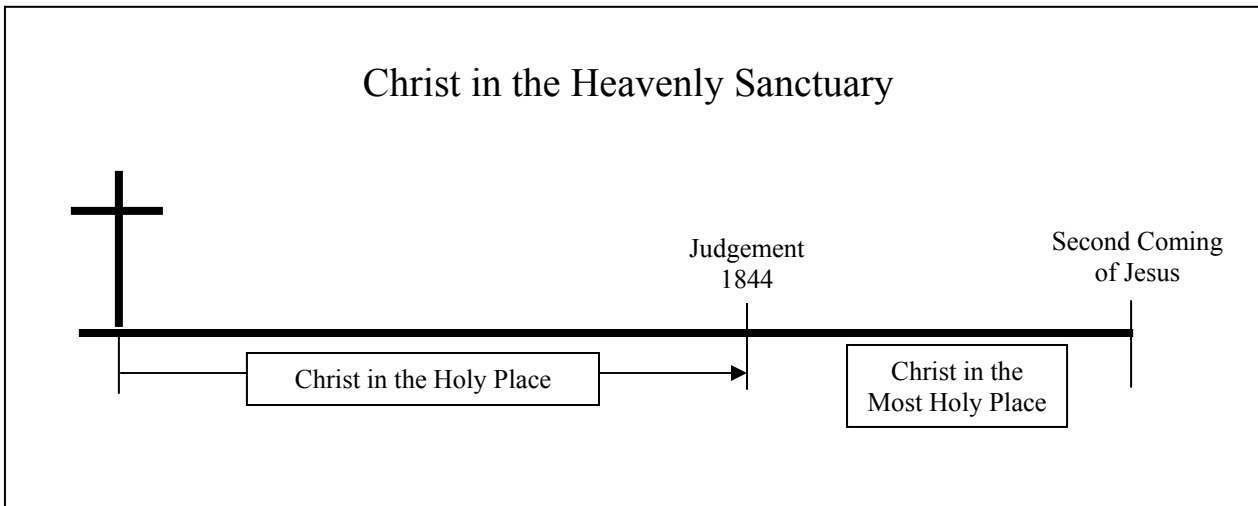 Christ in the Heavenly Sanctuary
Judgement
1844
Second Coming
of Jesus
Christ in the Holy Place
Christ in the
Most Holy Place